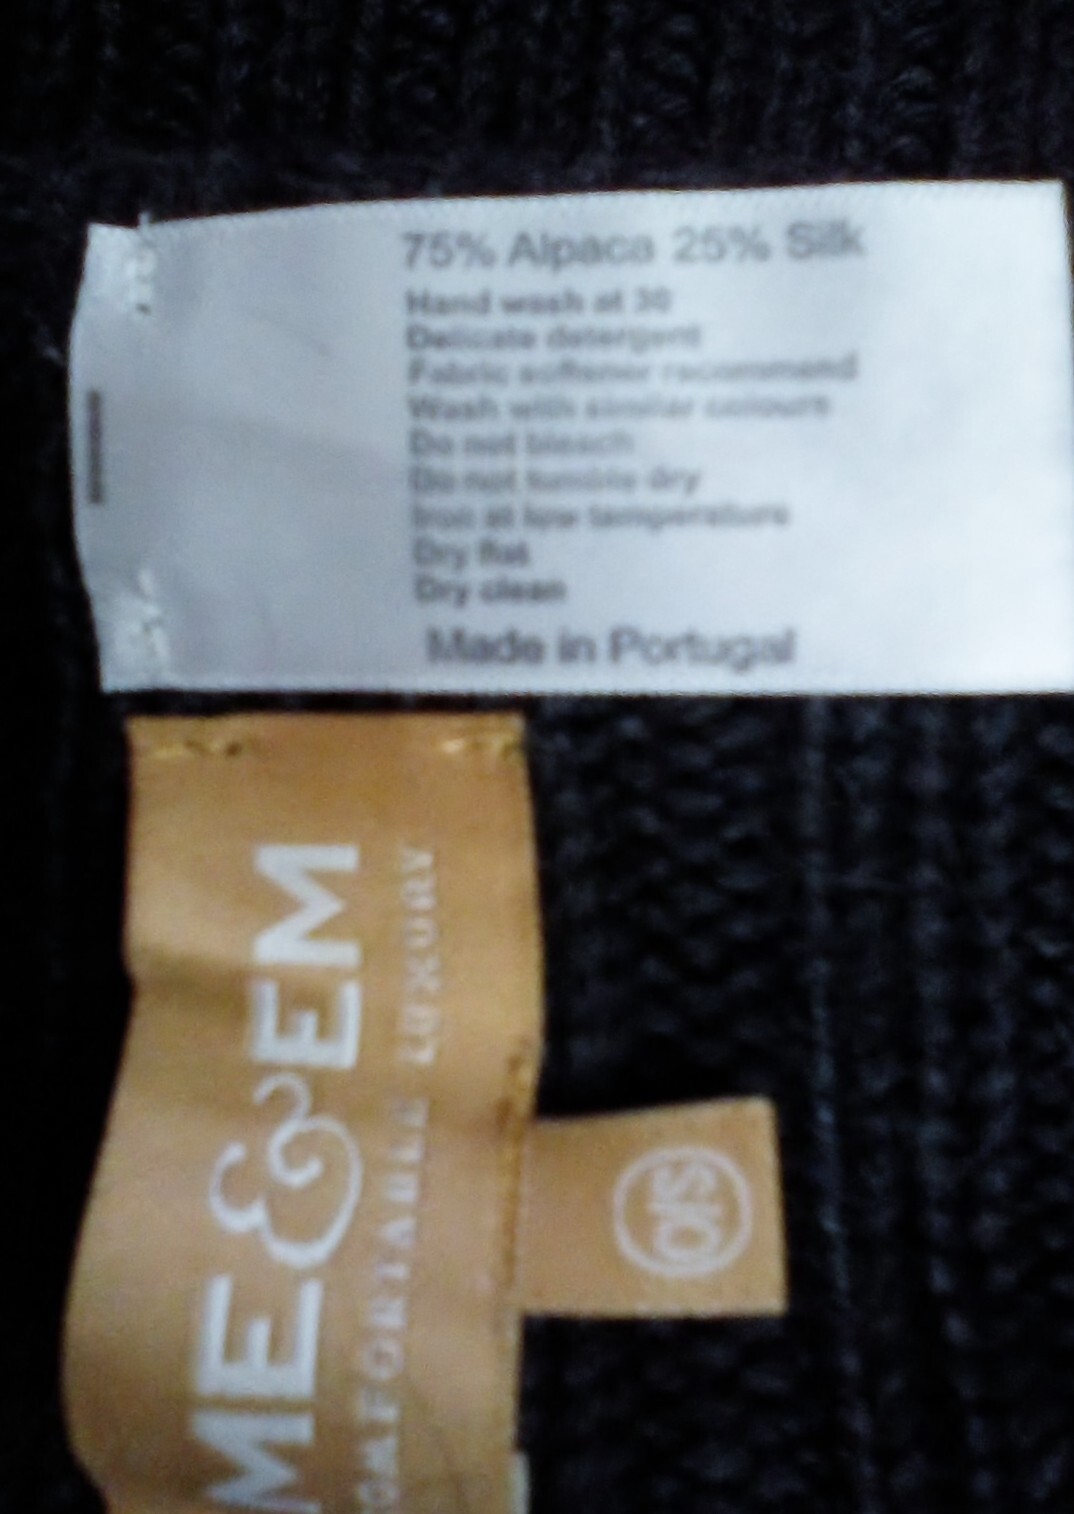 75% Alpaca 25% Silk
Hand wash at 30
Delicate detergent
Fabric softener recommend
Wash with similar colours
Do not bleach
Do not tumble dry
Iron at low temperature
Dry flat
Dry clean
Made in Portugal
ME&EM
COMFORTABLE LUXURY